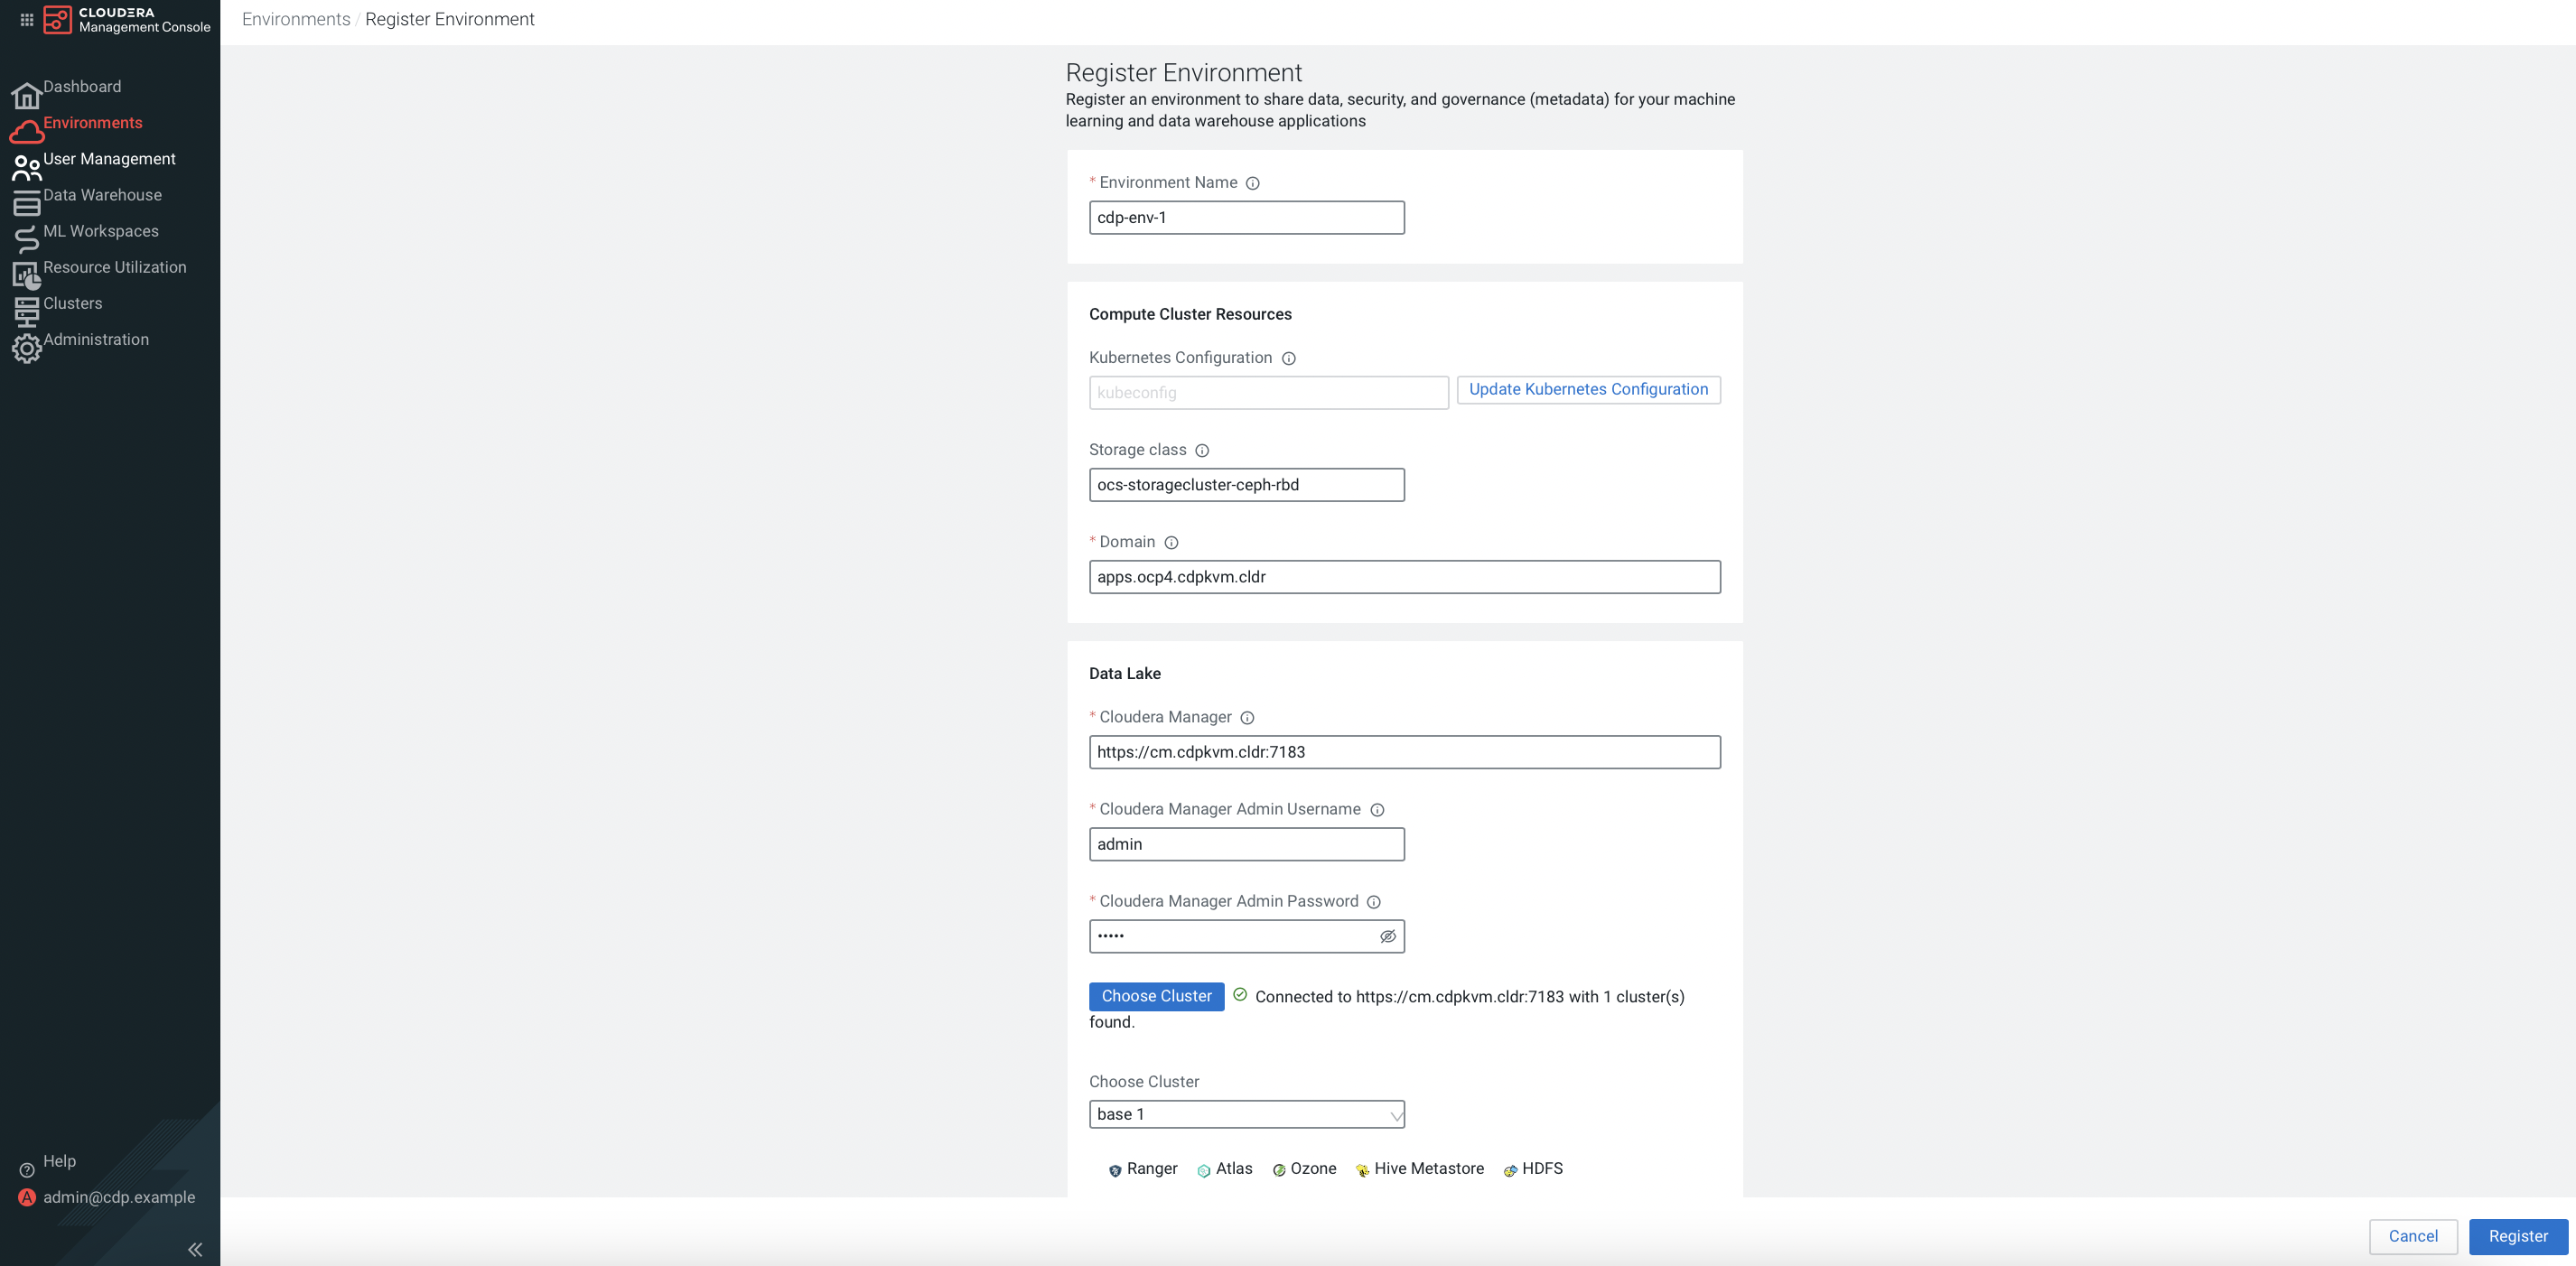 CLOUDERA
Management Console
Environments / Register Environment
Dashboard
Environments
User Management
Data Warehouse
ML Workspaces
Resource Utilization
Clusters
Administration
Help
A admin@cdp.example
Register Environment
Register an environment to share data, security, and governance (metadata) for your machine
learning and data warehouse applications
* Environment Name
cdp-env-1
Compute Cluster Resources
Kubernetes Configuration
kubeconfig Update Kubernetes Configuration
Storage class
ocs-storagecluster-ceph-rbd
* Domain
apps.ocp4.cdpkvm.cldr
Data Lake
* Cloudera Manager
https://cm.cdpkvm.cldr:7183
* Cloudera Manager Admin Username
admin
* Cloudera Manager Admin Password
•••••
Choose Cluster Connected to https://cm.cdpkvm.cldr:7183 with 1 cluster(s)
found.
Choose Cluster
base 1
Ranger Atlas Ozone Hive Metastore HDFS
Cancel Register